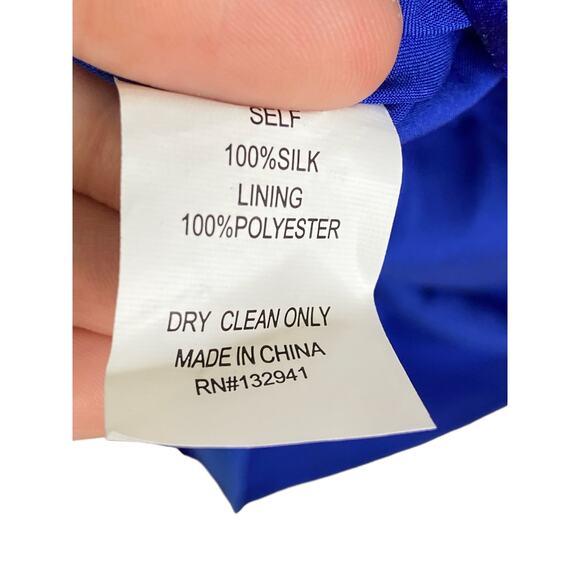 SELF
100%SILK
LINING
100%POLYESTER
DRY CLEAN ONLY
MADE IN CHINA
RN#132941